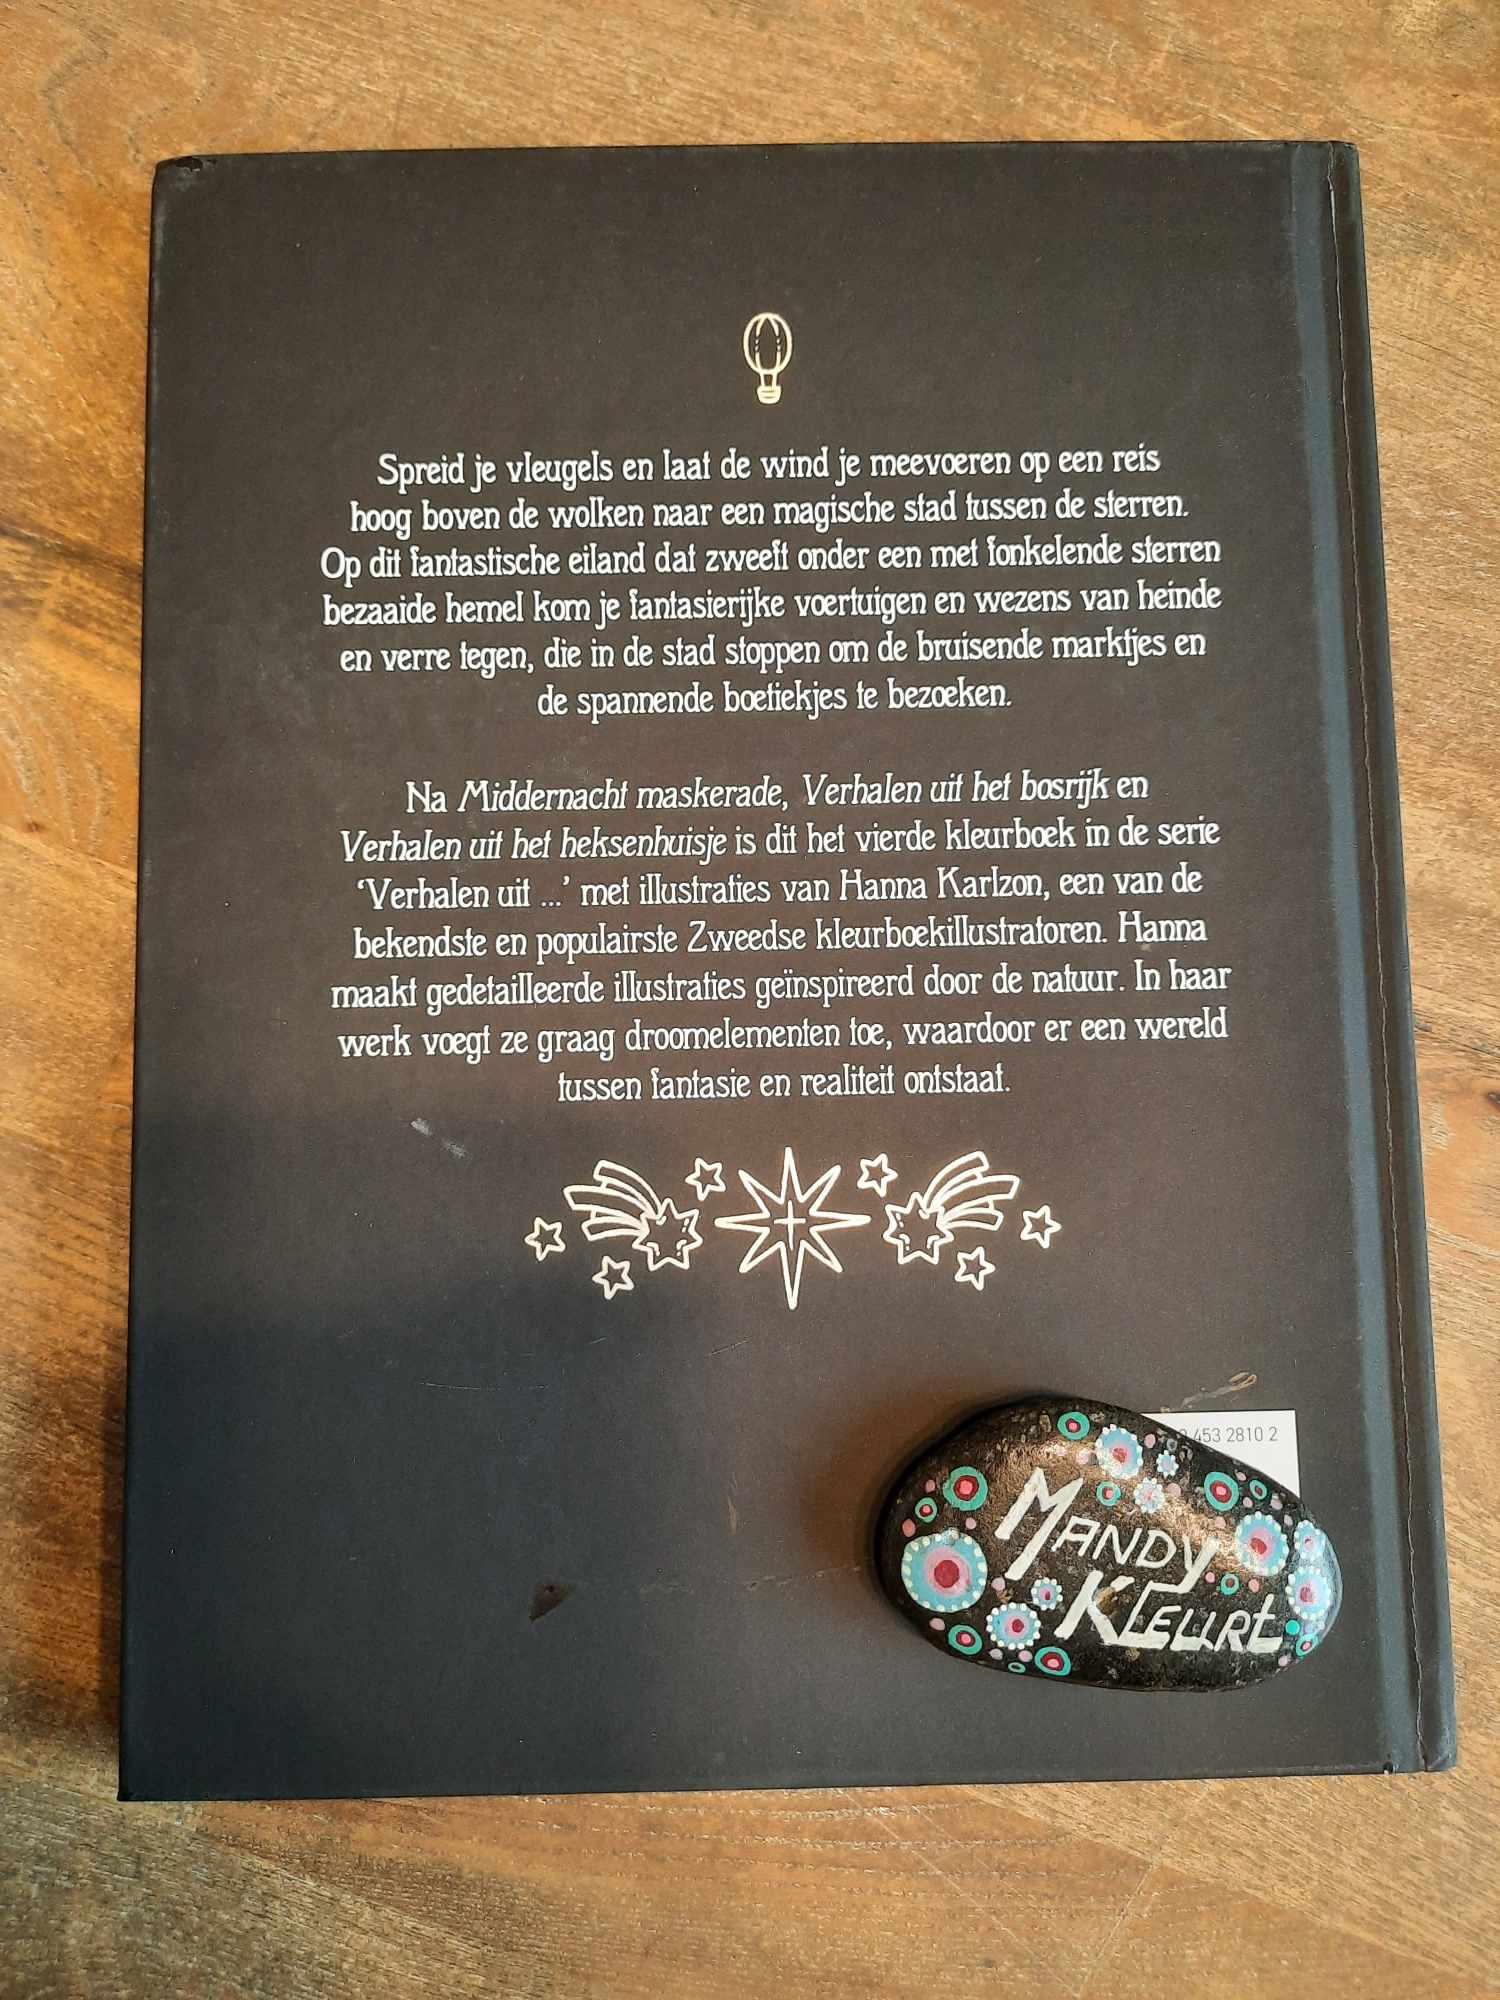 Spreid je vleugels en laat de wind je meevoeren op een reis
hoog boven de wolken naar een magische stad tussen de sterren.
Op dit fantastische eiland dat zweeft onder een met fonkelende sterren
bezaaide hemel kom je fantasierijke voertuigen en wezens van heinde
en verre tegen, die in de stad stoppen om de bruisende marktjes en
de spannende boetiekjes te bezoeken.
Na Middernacht maskerade, Verhalen uit het bosrijk en
Verhalen uit het heksenhuisje is dit het vierde kleurboek in de serie
‘Verhalen uit ...’ met illustraties van Hanna Karlzon, een van de
bekendste en populairste Zweedse kleurboekillustratoren. Hanna
maakt gedetailleerde illustraties geïnspireerd door de natuur. In haar
werk voegt ze graag droomelementen toe, waardoor er een wereld
tussen fantasie en realiteit ontstaat.
453 2810 2
MANDY
KLEURT